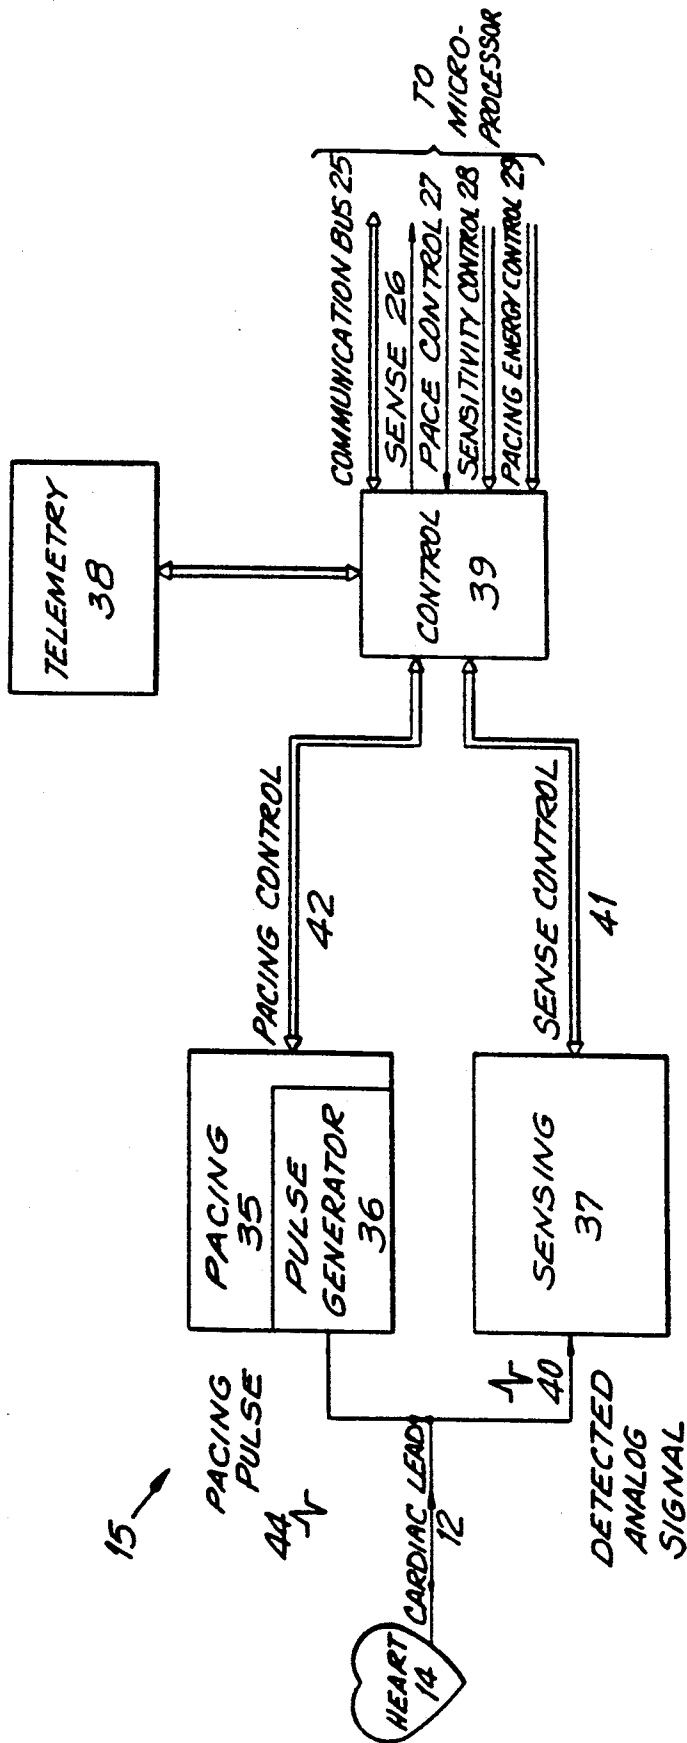 TELEMETRY
38
COMMUNICATION BUS 25
SENSE 26
PACE CONTROL 27
SENSITIVITY CONTROL 28
PACING ENERGY CONTROL 29
TO
MICRO-
PROCESSOR
CONTROL
39
PACING CONTROL
42
SENSE CONTROL
41
PACING
35
PULSE
GENERATOR
36
SENSING
37
15
PACING
PULSE
44
40
DETECTED
ANALOG
SIGNAL
CARDIAC LEAD
12
HEART
14